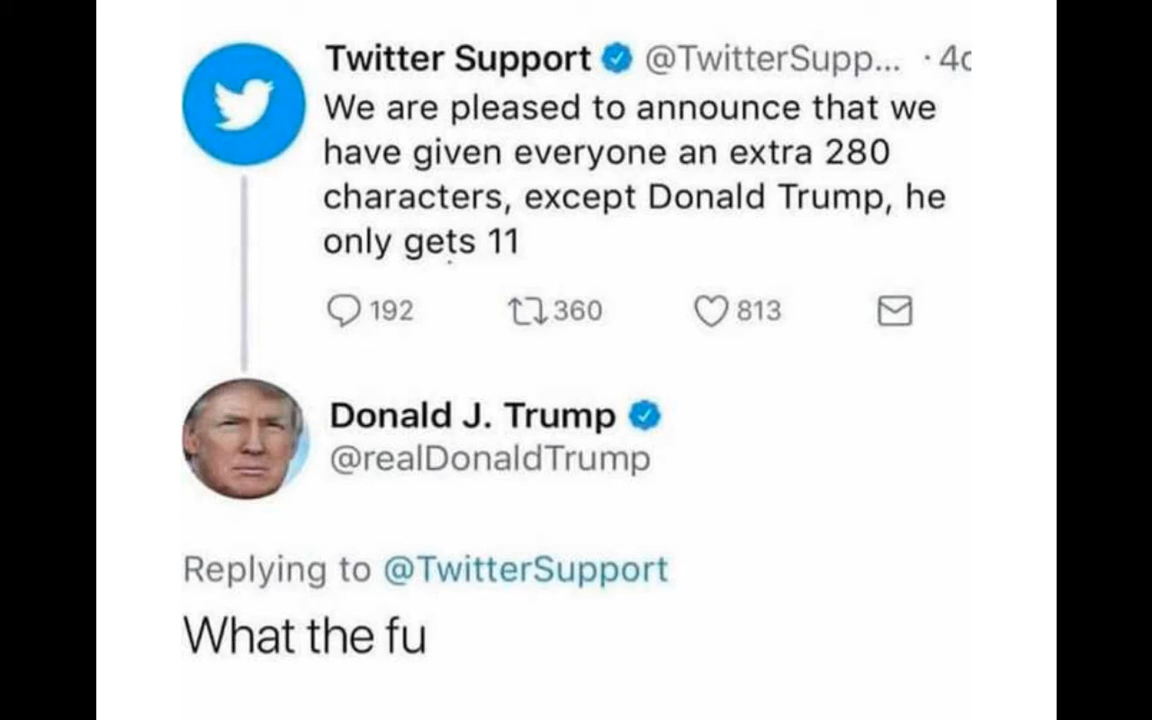 Twitter Support @TwitterSupp... · 4d
We are pleased to announce that we
have given everyone an extra 280
characters, except Donald Trump, he
only gets 11
192 360 813
Donald J. Trump
@realDonaldTrump
Replying to @TwitterSupport
What the fu